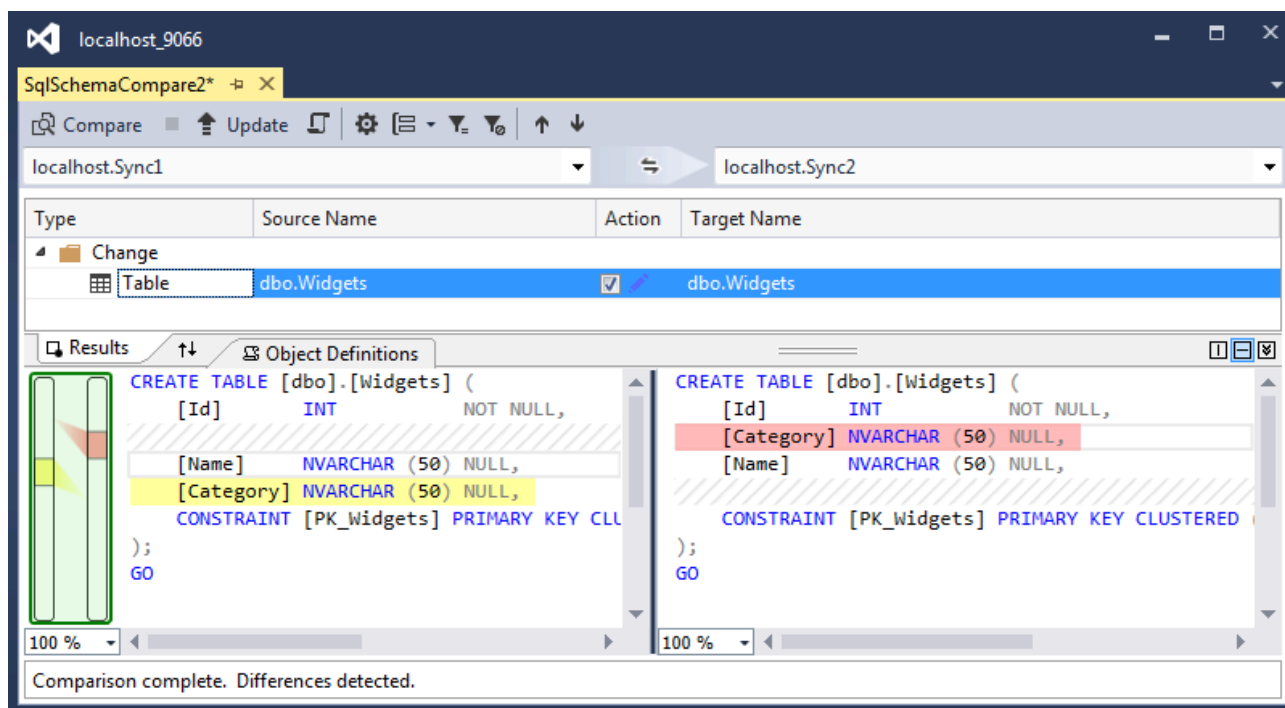 localhost_9066
SqlSchemaCompare2*
Compare Update
localhost.Sync1 localhost.Sync2
Type Source Name Action Target Name
Change
Table dbo.Widgets dbo.Widgets
Results Object Definitions
CREATE TABLE [dbo].[Widgets] (
[Id] INT NOT NULL,
[Name] NVARCHAR (50) NULL,
[Category] NVARCHAR (50) NULL,
CONSTRAINT [PK_Widgets] PRIMARY KEY CLU
);
GO
100 %
CREATE TABLE [dbo].[Widgets] (
[Id] INT NOT NULL,
[Category] NVARCHAR (50) NULL,
[Name] NVARCHAR (50) NULL,
CONSTRAINT [PK_Widgets] PRIMARY KEY CLUSTERED (
);
GO
100 %
Comparison complete. Differences detected.